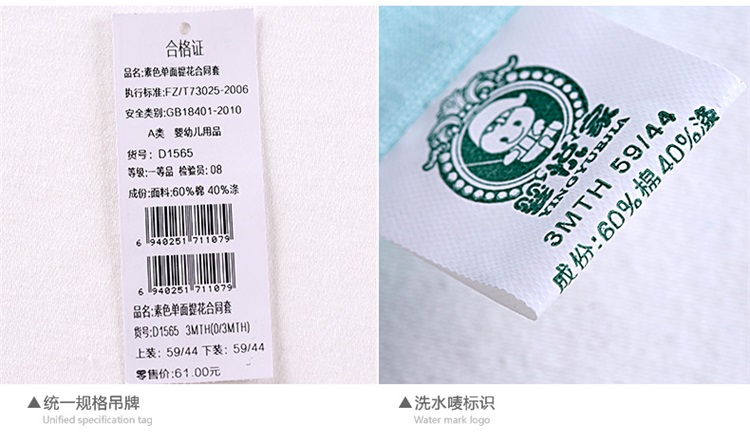 合格证
品名:素色单面提花合同套
执行标准:FZ/T73025-2006
安全类别:GB18401-2010
A类 婴幼儿用品
货号:D1565
等级:一等品 检验员:08
成份:面料:60%棉 40%涤
6 940251 711079
6 940251 711079
品名:素色单面提花合同套
货号:D1565 3MTH(0/3MTH)
上装:59/44 下装:59/44
零售价:61.00元
YINGYUEJIA
3MTH 59/44
成份:60%棉 40%涤
▲统一规格吊牌
Unified specification tag
▲洗水唛标识
Water mark logo